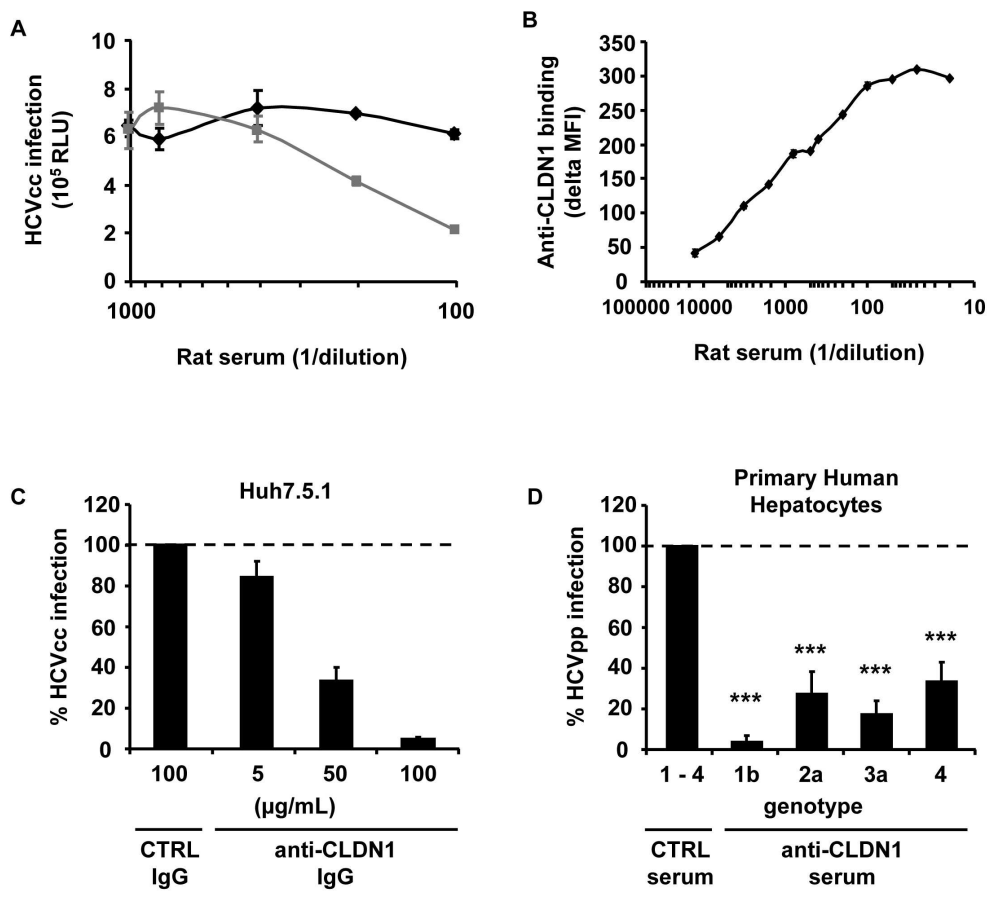 A
HCVcc infection
(10⁵ RLU)
10
8
6
4
2
0
1000
100
Rat serum (1/dilution)
B
Anti-CLDN1 binding
(delta MFI)
350
300
250
200
150
100
50
0
100000
10000
1000
100
10
Rat serum (1/dilution)
C
Huh7.5.1
% HCVcc infection
120
100
80
60
40
20
0
100
5
50
100
(µg/mL)
CTRL
IgG
anti-CLDN1
IgG
D
Primary Human
Hepatocytes
% HCVpp infection
120
100
80
60
40
20
0
***
***
***
***
1 - 4
1b
2a
3a
4
genotype
CTRL
serum
anti-CLDN1
serum